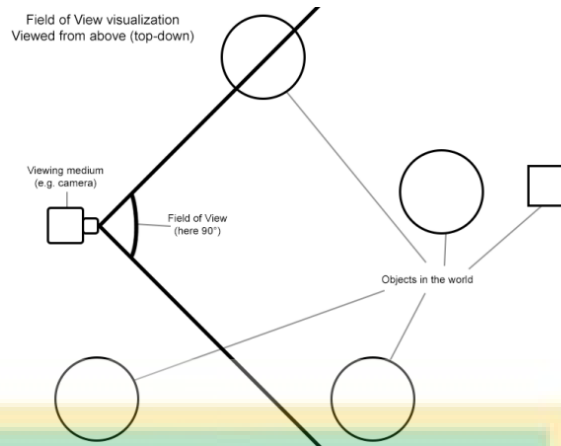 Field of View visualization
Viewed from above (top-down)
Viewing medium
(e.g. camera)
Field of View
(here 90°)
Objects in the world